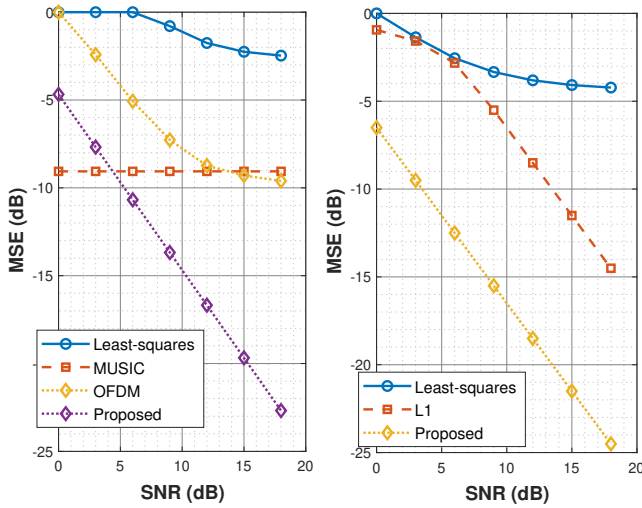 0
-5
-10
-15
-20
-25
MSE (dB)
0
5
10
15
20
SNR (dB)
Least-squares
MUSIC
OFDM
Proposed
0
-5
-10
-15
-20
-25
MSE (dB)
0
5
10
15
20
SNR (dB)
Least-squares
L1
Proposed